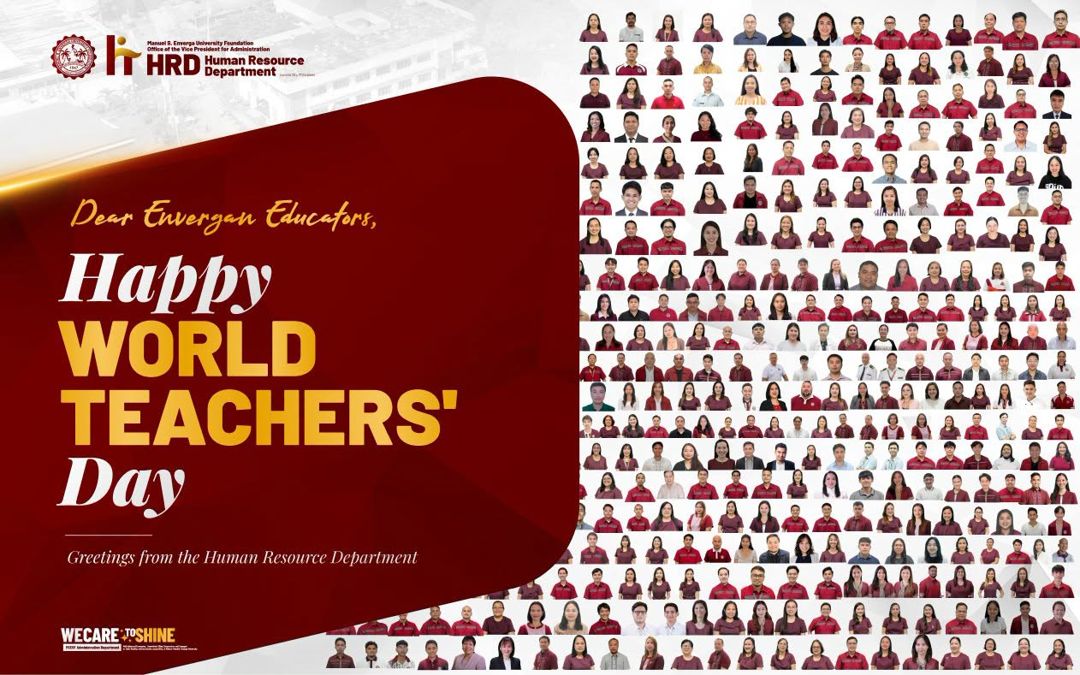 Manuel S. Enverga University Foundation
Office of the Vice President for Administration
HRD Human Resource
Department
Dear Envergan Educators,
Happy
WORLD
TEACHERS'
Day
Greetings from the Human Resource Department
WECARE TO SHINE